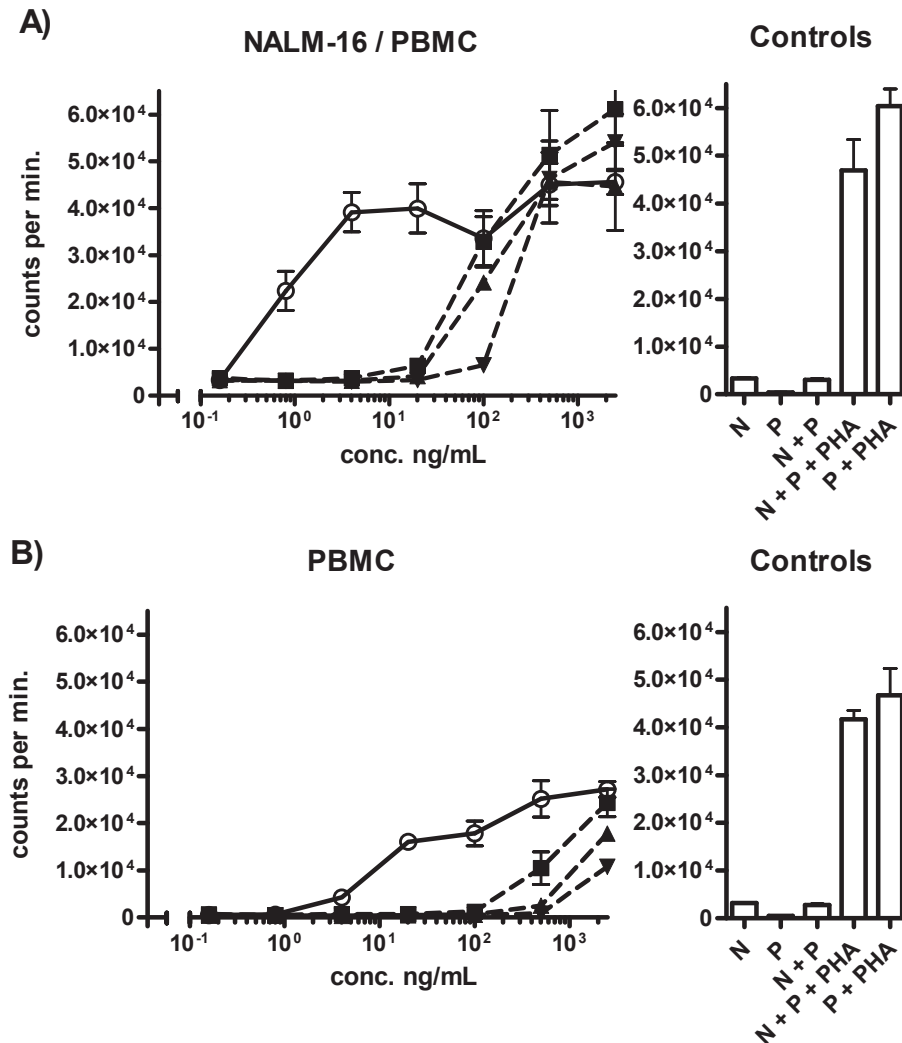 A)
NALM-16 / PBMC
Controls
counts per min.
6.0×10⁴
5.0×10⁴
4.0×10⁴
3.0×10⁴
2.0×10⁴
1.0×10⁴
0
10⁻¹ 10⁰ 10¹ 10² 10³
conc. ng/mL
6.0×10⁴
5.0×10⁴
4.0×10⁴
3.0×10⁴
2.0×10⁴
1.0×10⁴
0
N
P
N + P
N + P + PHA
P + PHA
B)
PBMC
Controls
counts per min.
6.0×10⁴
5.0×10⁴
4.0×10⁴
3.0×10⁴
2.0×10⁴
1.0×10⁴
0
10⁻¹ 10⁰ 10¹ 10² 10³
conc. ng/mL
6.0×10⁴
5.0×10⁴
4.0×10⁴
3.0×10⁴
2.0×10⁴
1.0×10⁴
0
N
P
N + P
N + P + PHA
P + PHA